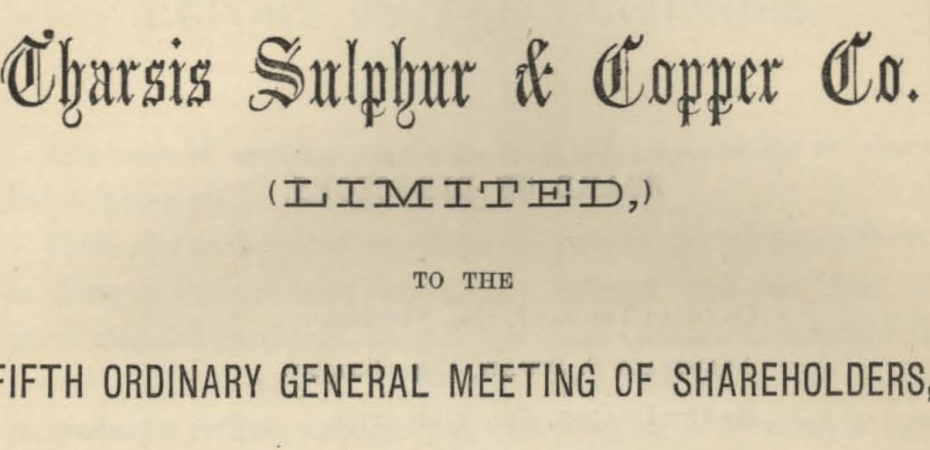 Tharsis Sulphur & Copper Co.
(LIMITED,)
TO THE
FIFTH ORDINARY GENERAL MEETING OF SHAREHOLDERS,